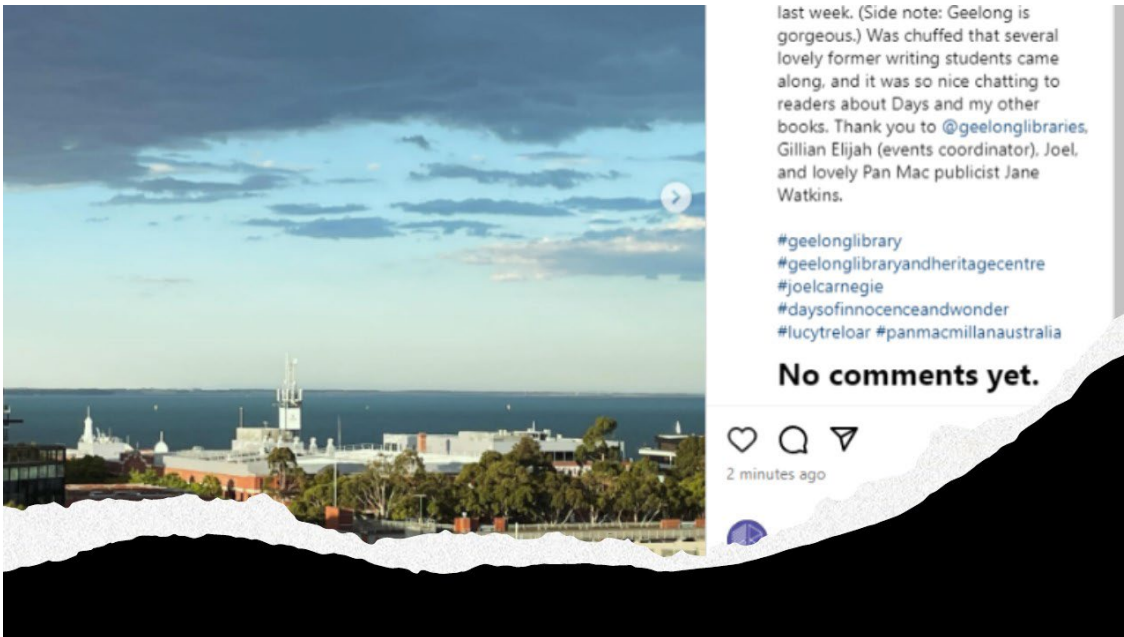 last week. (Side note: Geelong is
gorgeous.) Was chuffed that several
lovely former writing students came
along, and it was so nice chatting to
readers about Days and my other
books. Thank you to @geelonglibraries,
Gillian Elijah (events coordinator), Joel,
and lovely Pan Mac publicist Jane
Watkins.
#geelonglibrary
#geelonglibraryandheritagecentre
#joelcarnegie
#daysofinnocenceandwonder
#lucytreloar #panmacmillanaustralia
No comments yet.
2 minutes ago